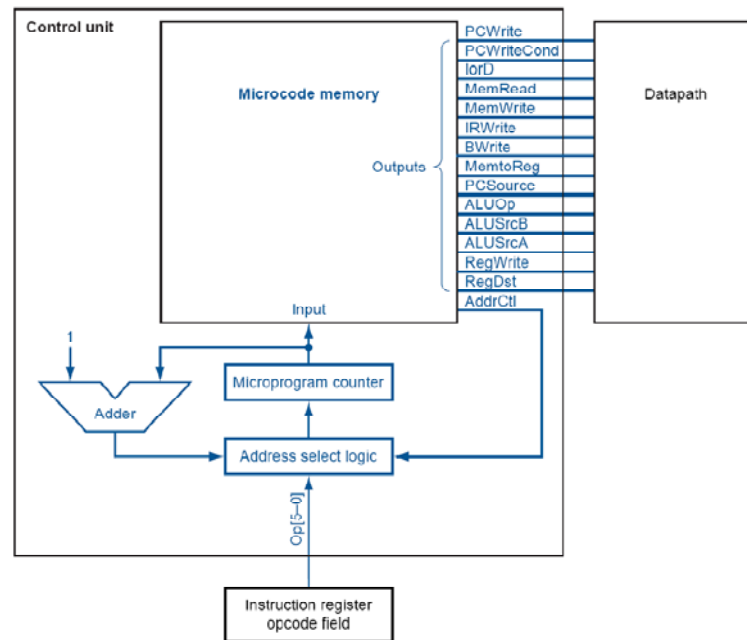 Control unit
Microcode memory
Outputs
Input
PCWrite
PCWriteCond
IorD
MemRead
MemWrite
IRWrite
BWrite
MemtoReg
PCSource
ALUOp
ALUSrcB
ALUSrcA
RegWrite
RegDst
AddrCtl
Datapath
1
Adder
Microprogram counter
Address select logic
Op[5–0]
Instruction register
opcode field